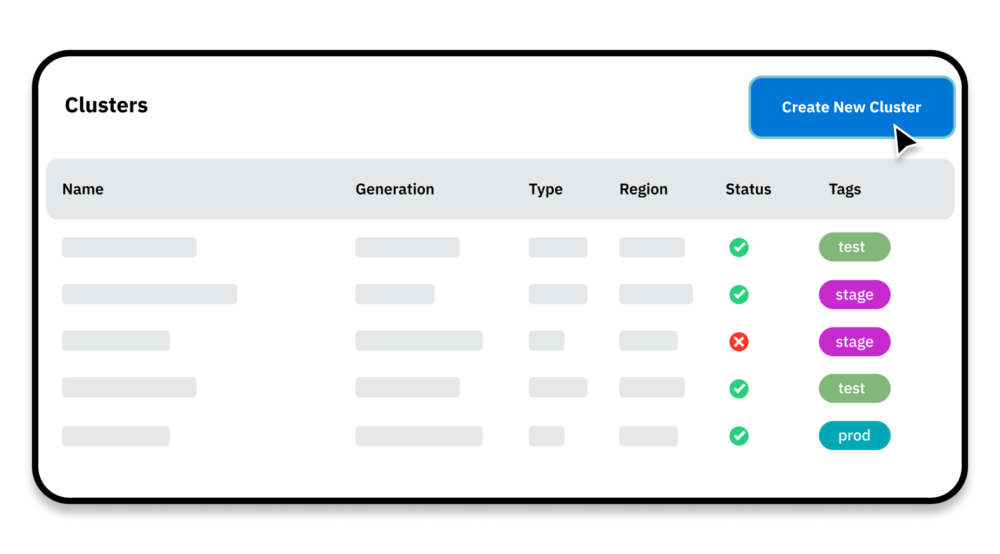 Clusters
Create New Cluster
Name Generation Type Region Status Tags
test
stage
stage
test
prod